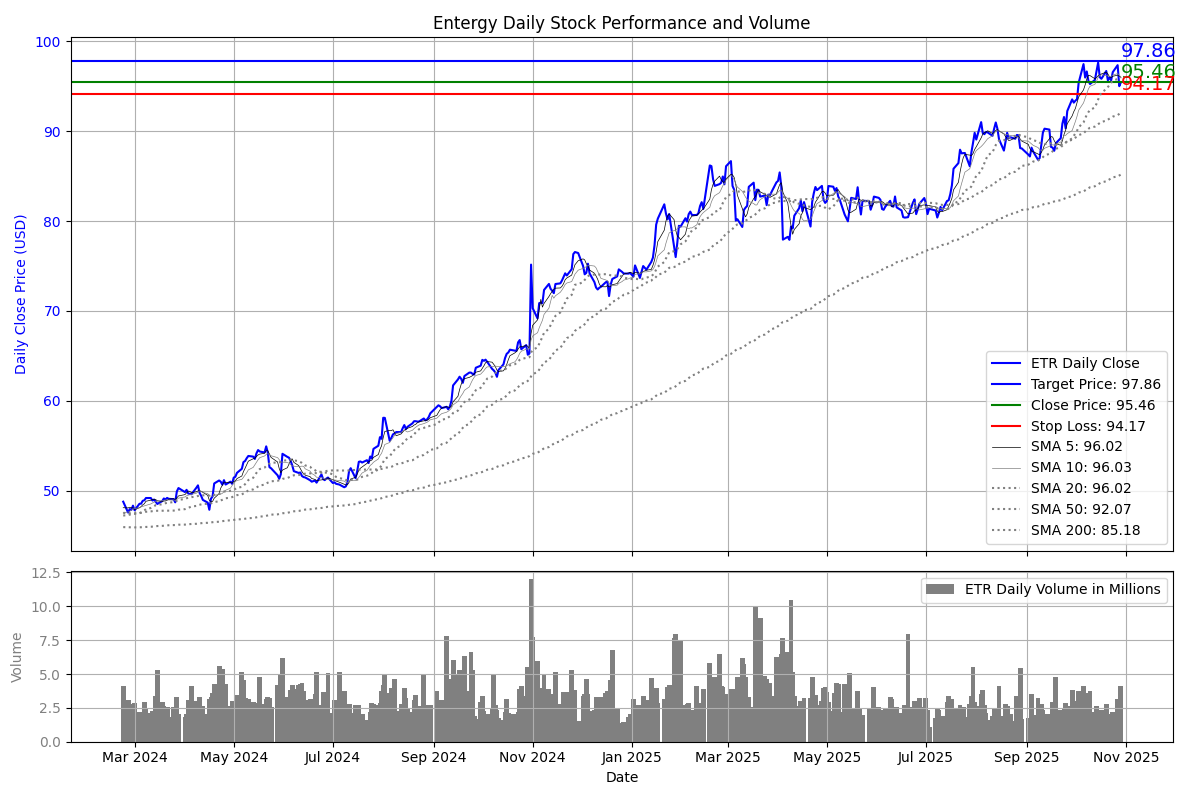 Entergy Daily Stock Performance and Volume
100
90
80
70
60
50
Daily Close Price (USD)
97.86
95.46
94.17
ETR Daily Close
Target Price: 97.86
Close Price: 95.46
Stop Loss: 94.17
SMA 5: 96.02
SMA 10: 96.03
SMA 20: 96.02
SMA 50: 92.07
SMA 200: 85.18
12.5
10.0
7.5
5.0
2.5
0.0
Volume
ETR Daily Volume in Millions
Mar 2024 May 2024 Jul 2024 Sep 2024 Nov 2024 Jan 2025 Mar 2025 May 2025 Jul 2025 Sep 2025 Nov 2025
Date